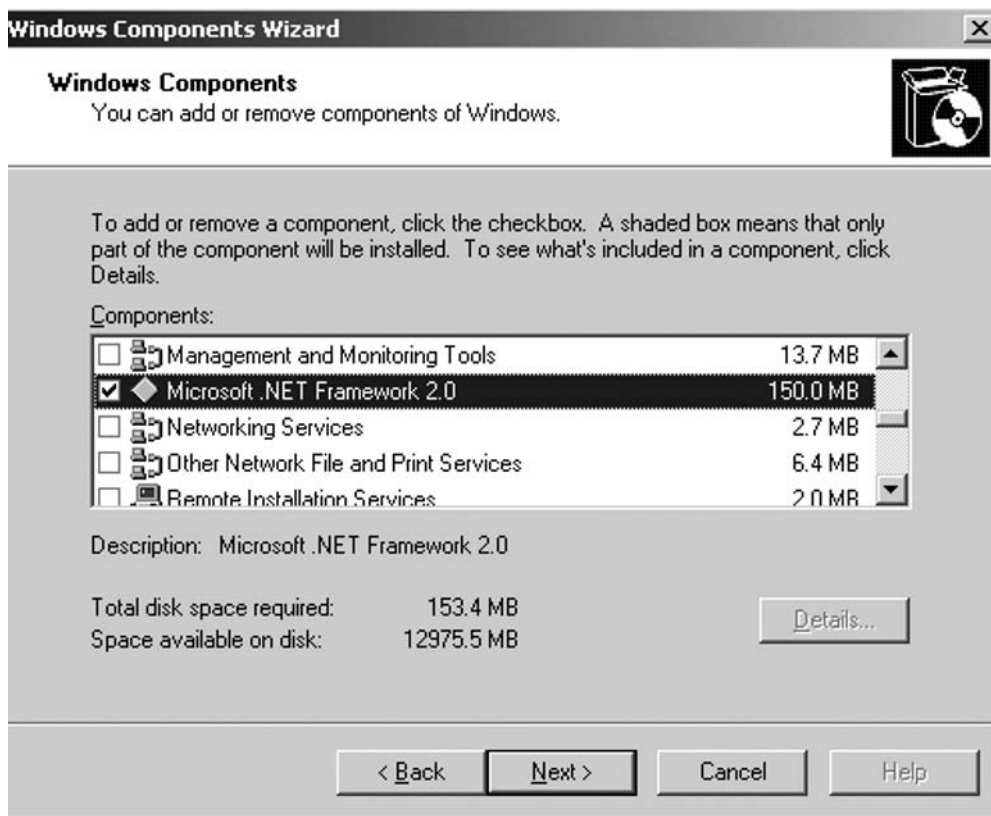 Windows Components Wizard
Windows Components
You can add or remove components of Windows.
To add or remove a component, click the checkbox. A shaded box means that only
part of the component will be installed. To see what's included in a component, click
Details.
Components:
Management and Monitoring Tools 13.7 MB
Microsoft .NET Framework 2.0 150.0 MB
Networking Services 2.7 MB
Other Network File and Print Services 6.4 MB
Remote Installation Services 2.0 MB
Description: Microsoft .NET Framework 2.0
Total disk space required: 153.4 MB
Space available on disk: 12975.5 MB
Details...
< Back Next > Cancel Help